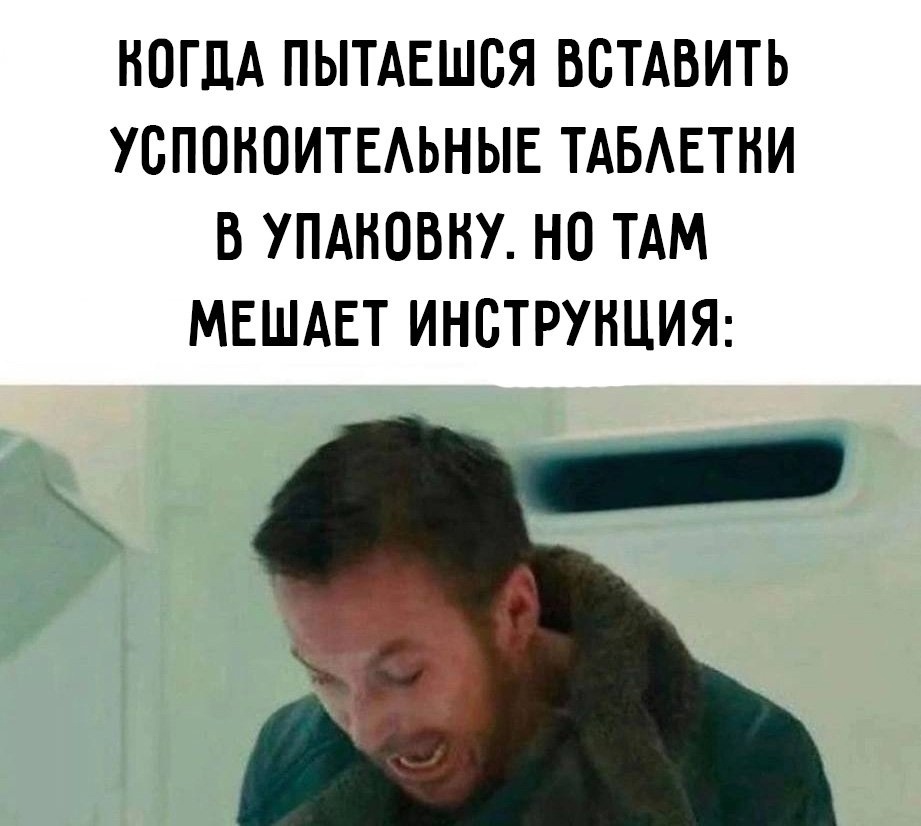 КОГДА ПЫТАЕШСЯ ВСТАВИТЬ
УСПОКОИТЕЛЬНЫЕ ТАБЛЕТКИ
В УПАКОВКУ. НО ТАМ
МЕШАЕТ ИНСТРУКЦИЯ: